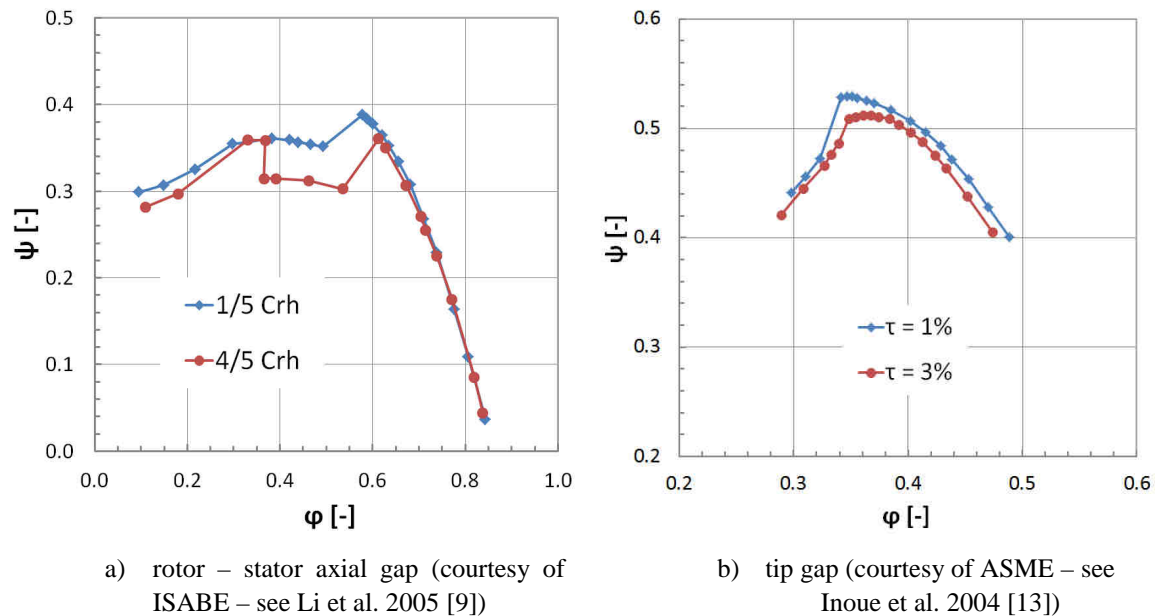 0.5
0.4
0.3
0.2
0.1
0.0
ψ [-]
1/5 Crh
4/5 Crh
0.0 0.2 0.4 0.6 0.8 1.0
φ [-]
a) rotor – stator axial gap (courtesy of
ISABE – see Li et al. 2005 [9])
0.6
0.5
0.4
0.3
0.2
ψ [-]
τ = 1%
τ = 3%
0.2 0.3 0.4 0.5 0.6
φ [-]
b) tip gap (courtesy of ASME – see
Inoue et al. 2004 [13])